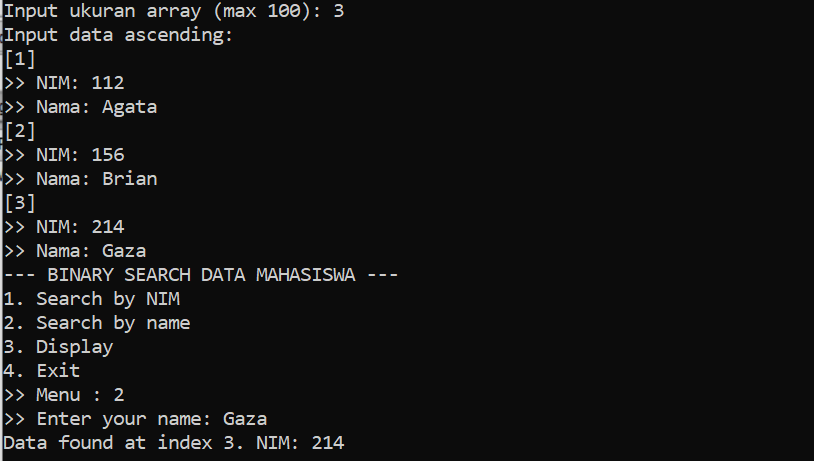 Input ukuran array (max 100): 3
Input data ascending:
[1]
>> NIM: 112
>> Nama: Agata
[2]
>> NIM: 156
>> Nama: Brian
[3]
>> NIM: 214
>> Nama: Gaza
--- BINARY SEARCH DATA MAHASISWA ---
1. Search by NIM
2. Search by name
3. Display
4. Exit
>> Menu : 2
>> Enter your name: Gaza
Data found at index 3. NIM: 214